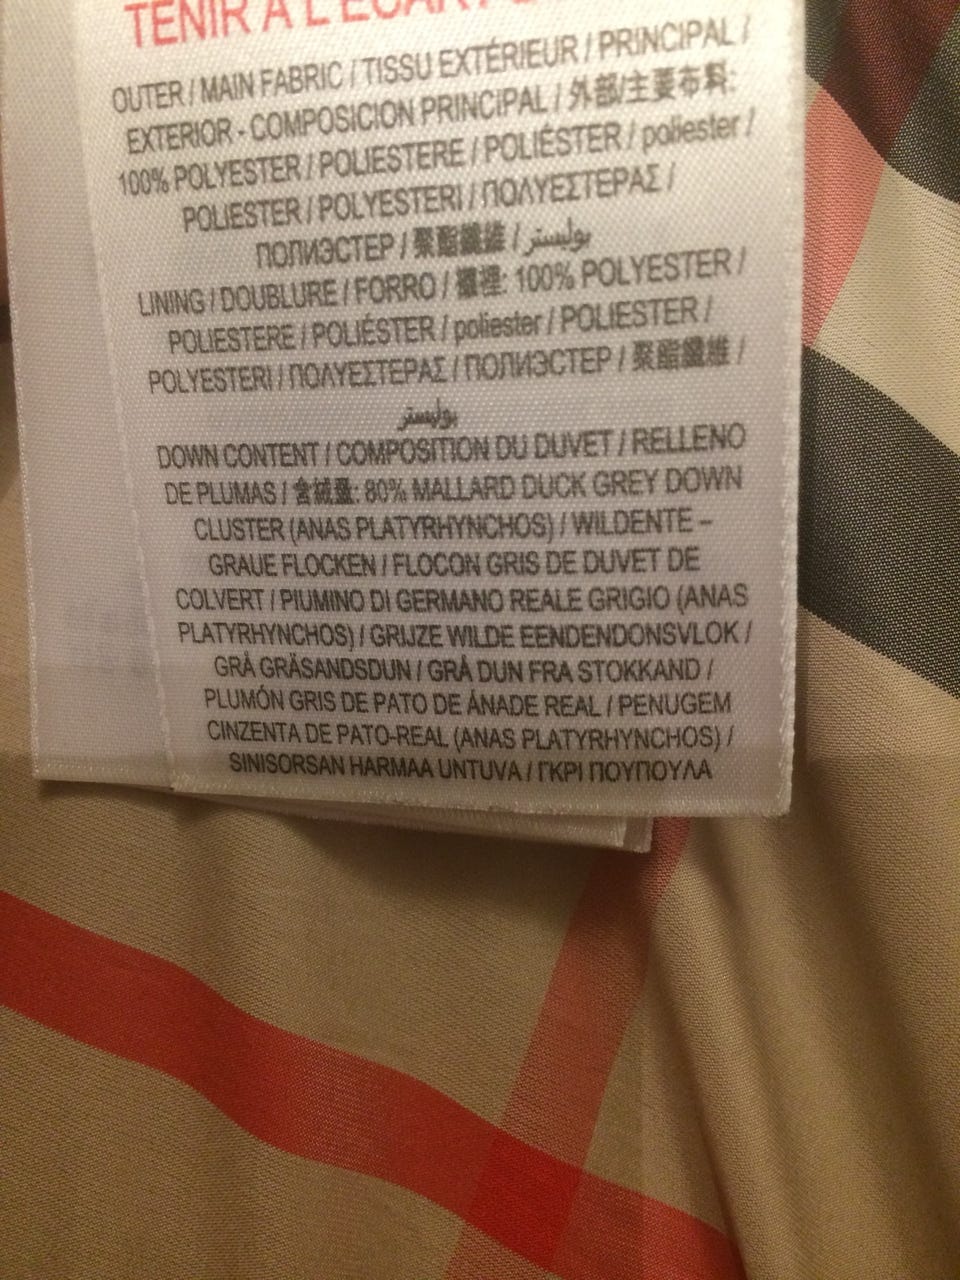 TENIR À L'ÉCART
OUTER / MAIN FABRIC / TISSU EXTÉRIEUR / PRINCIPAL /
EXTERIOR - COMPOSICION PRINCIPAL / 外部/主要布料:
100% POLYESTER / POLIESTERE / POLIÉSTER / poliester /
POLIESTER / POLYESTERI / ΠΟΛΥΕΣΤΕΡΑΣ /
ПОЛИЭСТЕР / 聚酯纖維 / بوليستر
LINING / DOUBLURE / FORRO / 襯裡: 100% POLYESTER /
POLIESTERE / POLIÉSTER / poliester / POLIESTER /
POLYESTERI / ΠΟΛΥΕΣΤΕΡΑΣ / ПОЛИЭСТЕР / 聚酯纖維 /
بوليستر
DOWN CONTENT / COMPOSITION DU DUVET / RELLENO
DE PLUMAS / 含絨量: 80% MALLARD DUCK GREY DOWN
CLUSTER (ANAS PLATYRHYNCHOS) / WILDENTE –
GRAUE FLOCKEN / FLOCON GRIS DE DUVET DE
COLVERT / PIUMINO DI GERMANO REALE GRIGIO (ANAS
PLATYRHYNCHOS) / GRIJZE WILDE EENDENDONSVLOK /
GRÅ GRÄSANDSDUN / GRÅ DUN FRA STOKKAND /
PLUMÓN GRIS DE PATO DE ÁNADE REAL / PENUGEM
CINZENTA DE PATO-REAL (ANAS PLATYRHYNCHOS) /
SINISORSAN HARMAA UNTUVA / ΓΚΡΙ ΠΟΥΠΟΥΛΑ